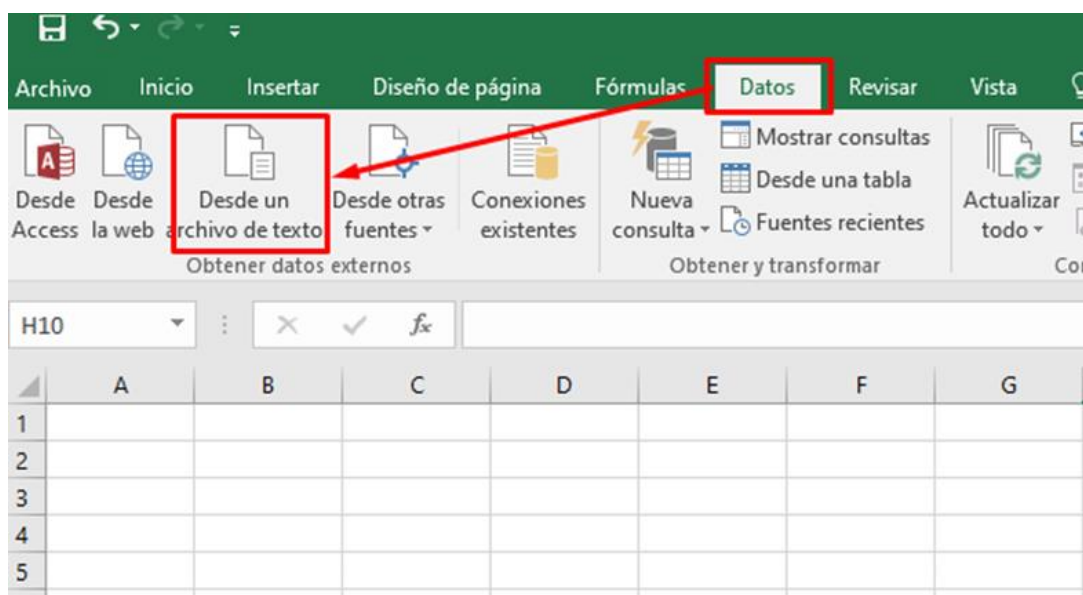 Archivo Inicio Insertar Diseño de página Fórmulas Datos Revisar Vista
Desde Access
Desde la web
Desde un archivo de texto
Desde otras fuentes
Conexiones existentes
Nueva consulta
Mostrar consultas
Desde una tabla
Fuentes recientes
Actualizar todo
Obtener datos externos
Obtener y transformar
H10
fx
A B C D E F G
1
2
3
4
5